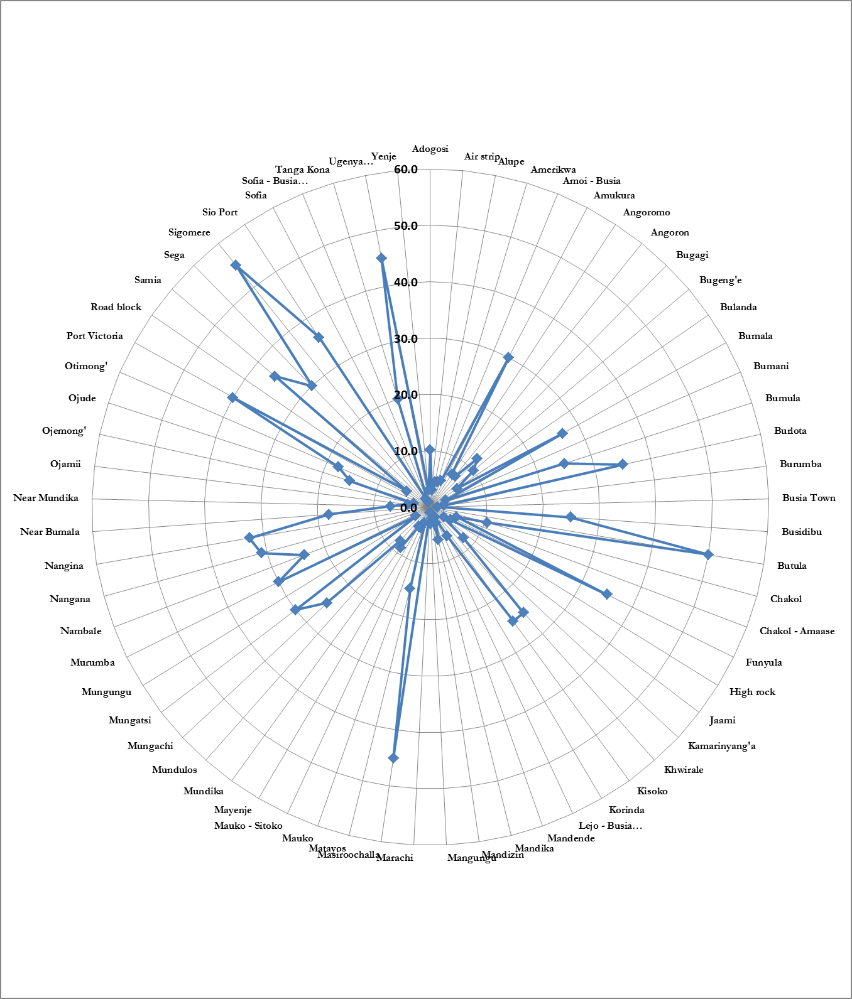 Adogosi
Air strip
Alupe
Amerikwa
Amoi - Busia
Amukura
Angoromo
Angoron
Bugagi
Bugeng'e
Bulanda
Bumala
Bumani
Bumula
Burlota
Burumba
Busia Town
Busidibu
Butula
Chakol
Chakol - Amaase
Funyula
High rock
Jaami
Kamarinyang'a
Khwirale
Kisoko
Korinda
Lejo - Busia…
Mandende
Mandika
Mandizin
Mangungu
Marachi
Masiroochalla
Matayos
Mauko
Mauko - Sitoko
Mayenje
Mundika
Mundulos
Mungachi
Mungatsi
Mungungu
Murumba
Nambale
Nangana
Nangina
Near Bumala
Near Mundika
Ojamii
Ojemong'
Ojude
Otimong'
Port Victoria
Road block
Samia
Sega
Sigomere
Sio Port
Sofia
Sofia - Busia…
Tanga Kona
Ugenya…
Yenje
60.0
50.0
40.0
30.0
20.0
10.0
0.0